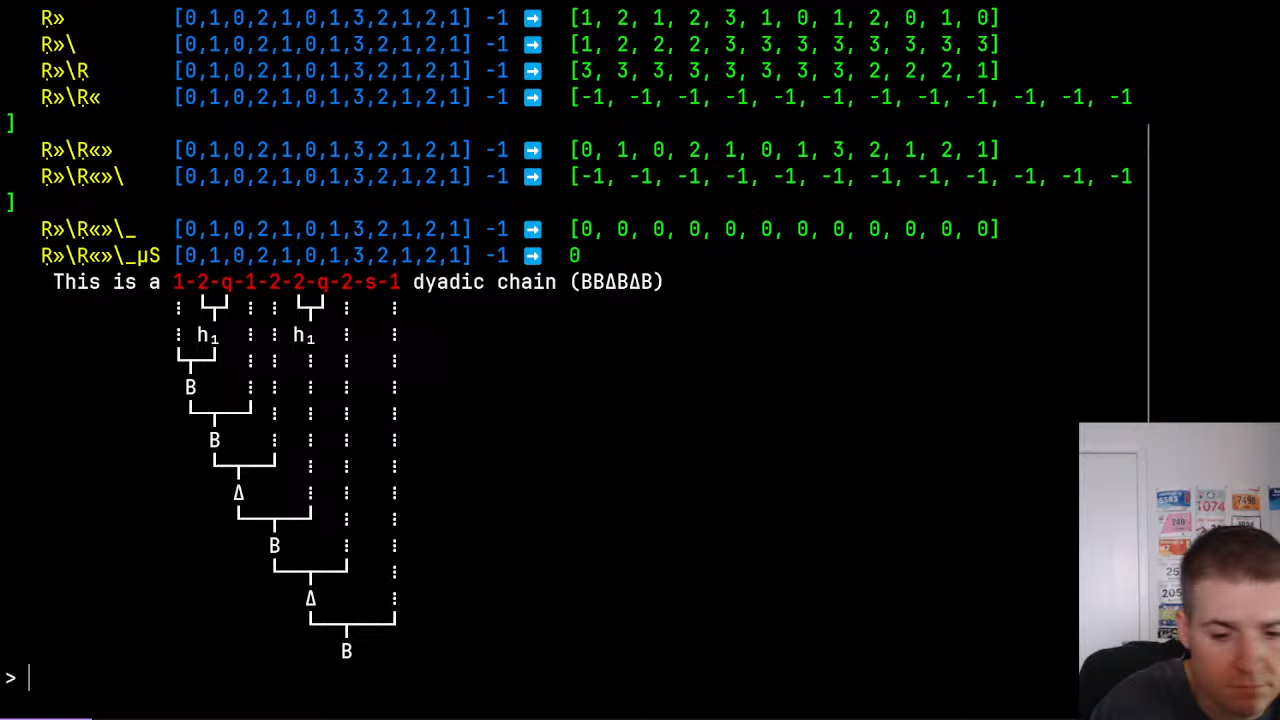 Ṛ» [0,1,0,2,1,0,1,3,2,1,2,1] -1 ➡ [1, 2, 1, 2, 3, 1, 0, 1, 2, 0, 1, 0]
Ṛ»\ [0,1,0,2,1,0,1,3,2,1,2,1] -1 ➡ [1, 2, 2, 2, 3, 3, 3, 3, 3, 3, 3, 3]
Ṛ»\Ṛ [0,1,0,2,1,0,1,3,2,1,2,1] -1 ➡ [3, 3, 3, 3, 3, 3, 3, 3, 2, 2, 2, 1]
Ṛ»\Ṛ« [0,1,0,2,1,0,1,3,2,1,2,1] -1 ➡ [-1, -1, -1, -1, -1, -1, -1, -1, -1, -1, -1, -1
]
Ṛ»\Ṛ«» [0,1,0,2,1,0,1,3,2,1,2,1] -1 ➡ [0, 1, 0, 2, 1, 0, 1, 3, 2, 1, 2, 1]
Ṛ»\Ṛ«»\ [0,1,0,2,1,0,1,3,2,1,2,1] -1 ➡ [-1, -1, -1, -1, -1, -1, -1, -1, -1, -1, -1, -1
]
Ṛ»\Ṛ«»\_ [0,1,0,2,1,0,1,3,2,1,2,1] -1 ➡ [0, 0, 0, 0, 0, 0, 0, 0, 0, 0, 0, 0]
Ṛ»\Ṛ«»\_µS [0,1,0,2,1,0,1,3,2,1,2,1] -1 ➡ 0
This is a 1-2-q-1-2-2-q-2-s-1 dyadic chain (BBΔBΔB)
h₁ h₁
B
B
Δ
B
Δ
B
>